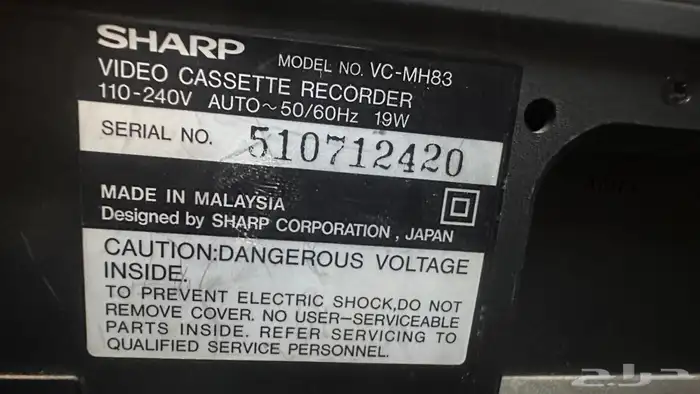 SHARP MODEL NO. VC-MH83
VIDEO CASSETTE RECORDER
110-240V AUTO~50/60Hz 19W
SERIAL NO. 510712420
MADE IN MALAYSIA
Designed by SHARP CORPORATION , JAPAN
CAUTION:DANGEROUS VOLTAGE
INSIDE.
TO PREVENT ELECTRIC SHOCK,DO NOT
REMOVE COVER. NO USER-SERVICEABLE
PARTS INSIDE. REFER SERVICING TO
QUALIFIED SERVICE PERSONNEL.
حراج